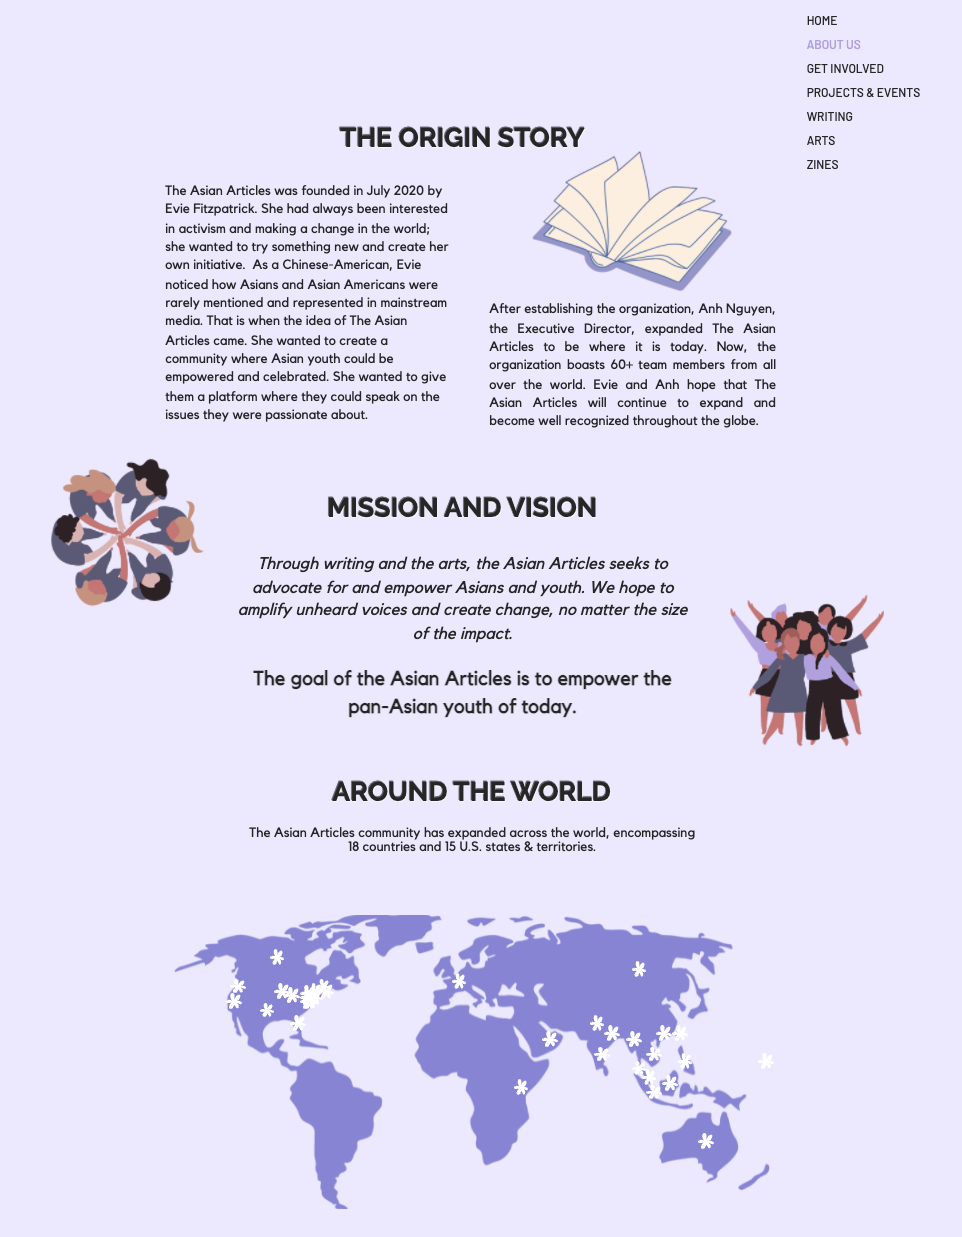 HOME
ABOUT US
GET INVOLVED
PROJECTS & EVENTS
WRITING
ARTS
ZINES
THE ORIGIN STORY
The Asian Articles was founded in July 2020 by
Evie Fitzpatrick. She had always been interested
in activism and making a change in the world;
she wanted to try something new and create her
own initiative.  As a Chinese-American, Evie
noticed how Asians and Asian Americans were
rarely mentioned and represented in mainstream
media. That is when the idea of The Asian
Articles came. She wanted to create a
community where Asian youth could be
empowered and celebrated. She wanted to give
them a platform where they could speak on the
issues they were passionate about.
After establishing the organization, Anh Nguyen,
the Executive Director, expanded The Asian
Articles to be where it is today. Now, the
organization boasts 60+ team members from all
over the world. Evie and Anh hope that The
Asian Articles will continue to expand and
become well recognized throughout the globe.
MISSION AND VISION
Through writing and the arts, the Asian Articles seeks to
advocate for and empower Asians and youth. We hope to
amplify unheard voices and create change, no matter the size
of the impact.
The goal of the Asian Articles is to empower the
pan-Asian youth of today.
AROUND THE WORLD
The Asian Articles community has expanded across the world, encompassing
18 countries and 15 U.S. states & territories.